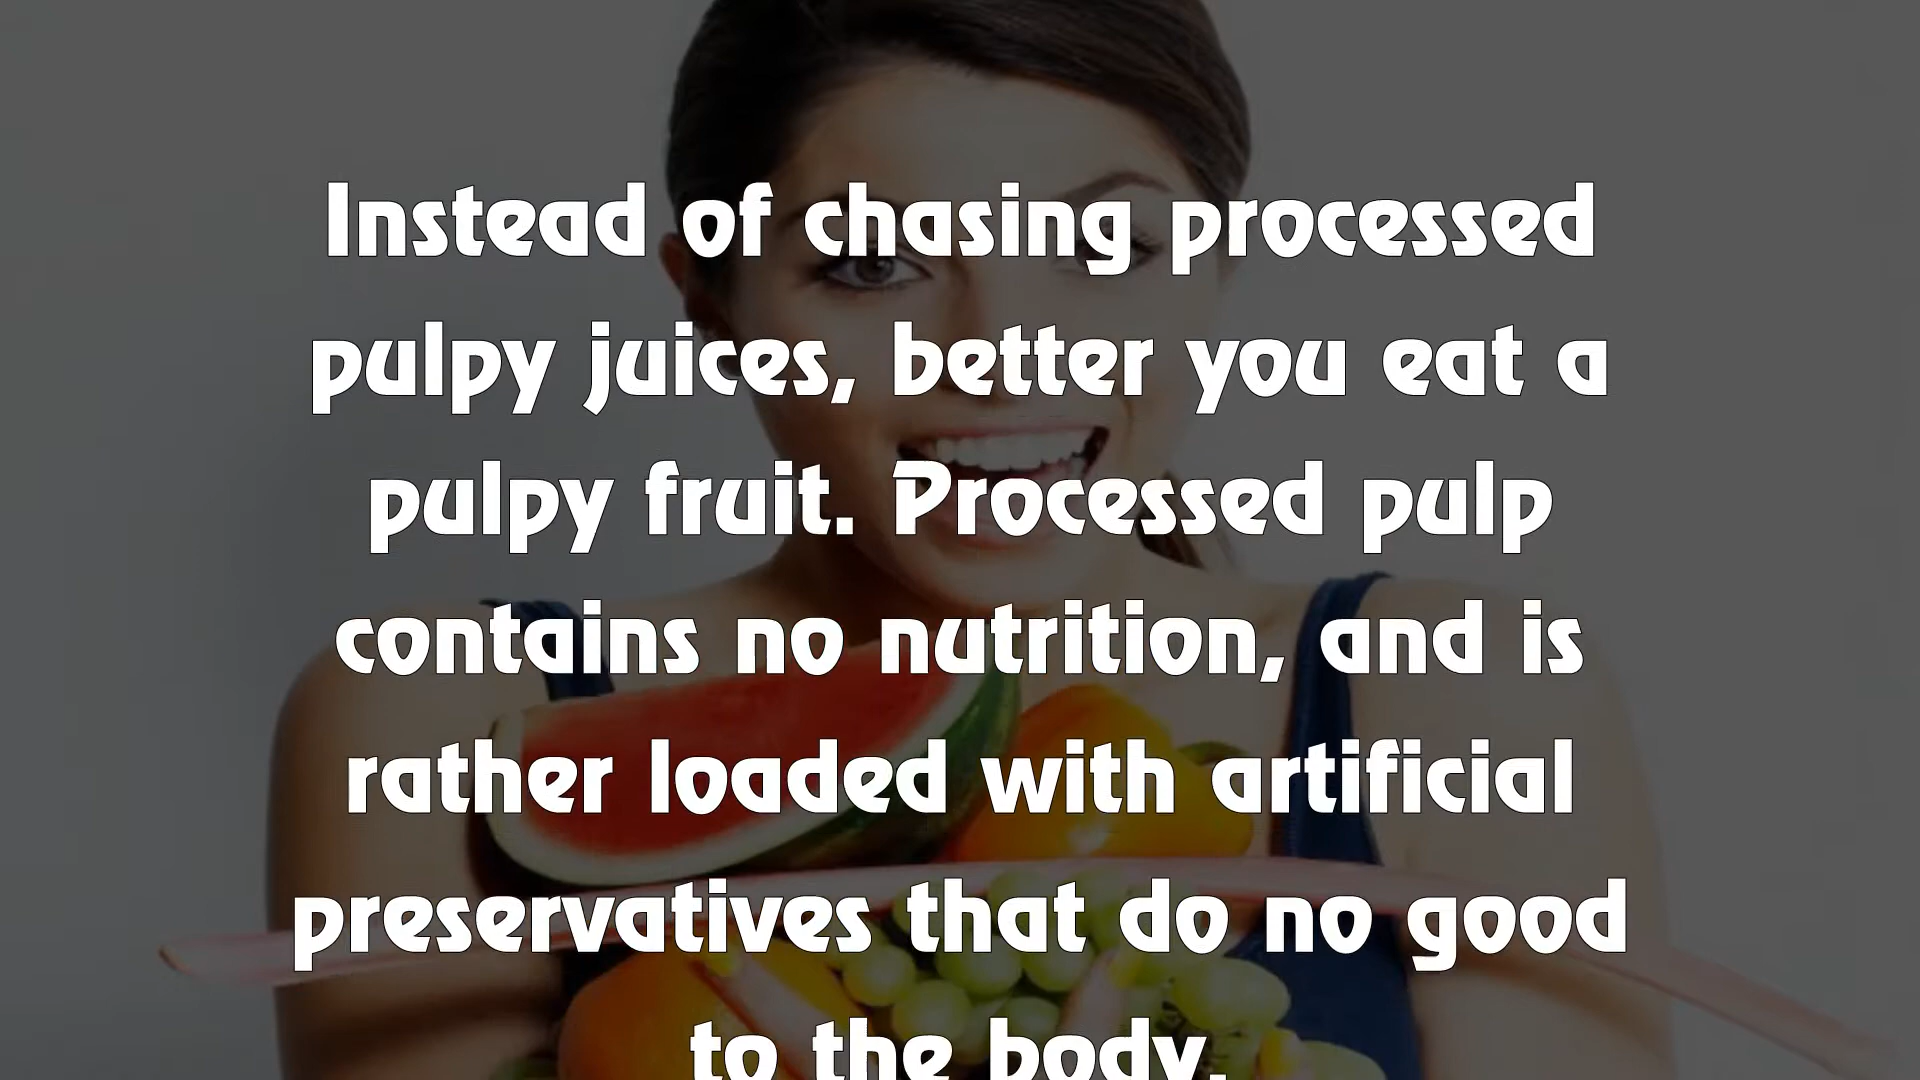 Instead of chasing processed
pulpy juices, better you eat a
pulpy fruit. Processed pulp
contains no nutrition, and is
rather loaded with artificial
preservatives that do no good
to the body.